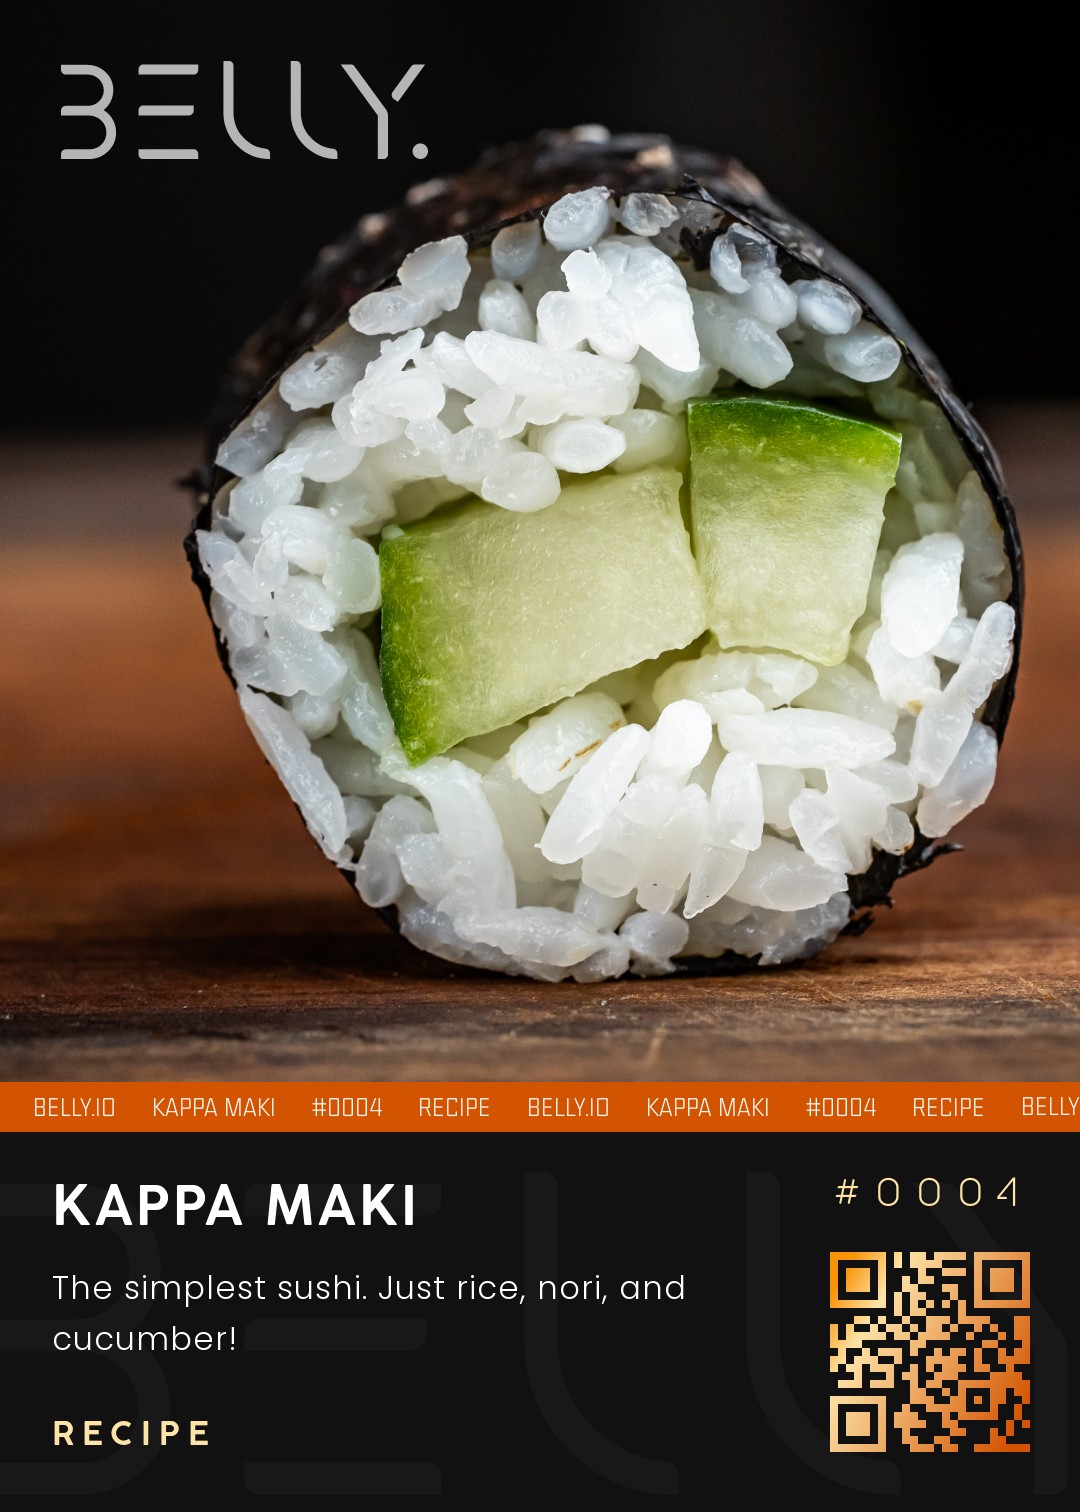 BELLY.
BELLY.IO KAPPA MAKI #0004 RECIPE BELLY.IO KAPPA MAKI #0004 RECIPE BELLY
KAPPA MAKI
#0004
The simplest sushi. Just rice, nori, and
cucumber!
RECIPE
BELLY